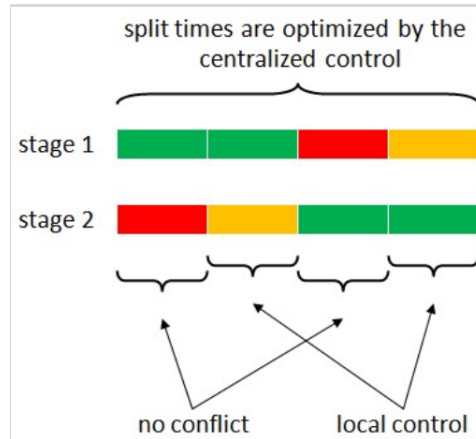 split times are optimized by the
centralized control
stage 1
stage 2
no conflict
local control